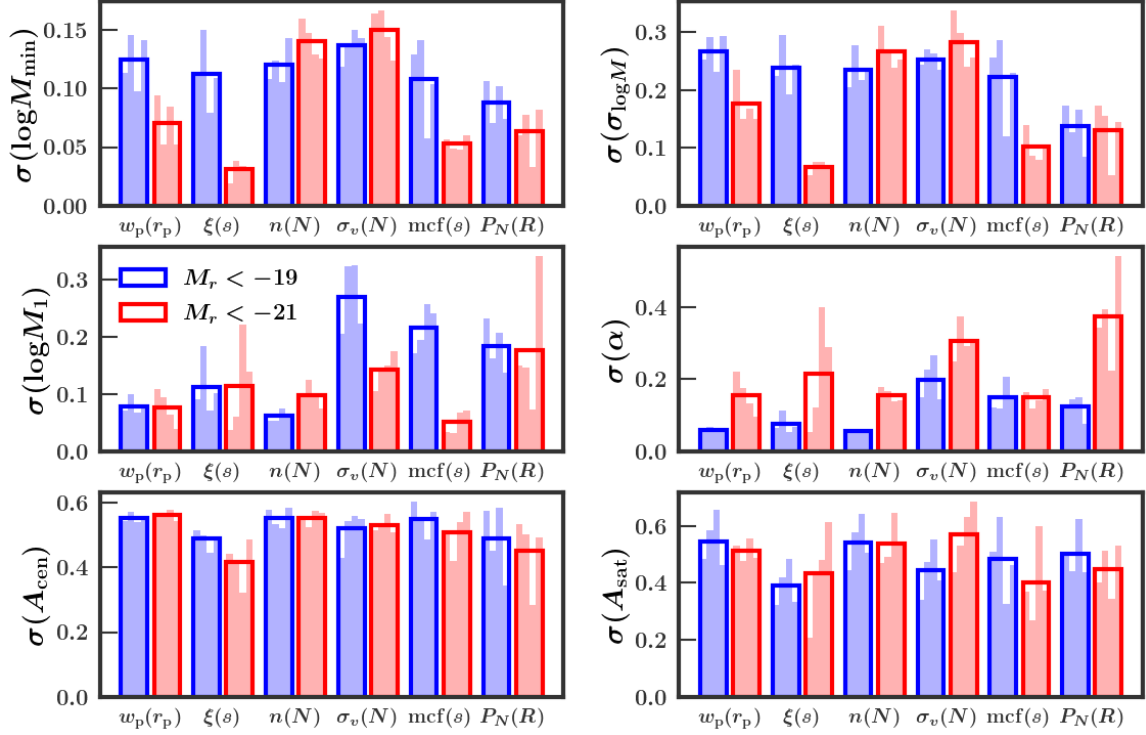 σ(logM_min)
0.15
0.10
0.05
0.00
w_p(r_p) ξ(s) n(N) σ_v(N) mcf(s) P_N(R)
σ(σ_logM)
0.3
0.2
0.1
0.0
w_p(r_p) ξ(s) n(N) σ_v(N) mcf(s) P_N(R)
σ(logM_1)
0.3
0.2
0.1
0.0
M_r < −19
M_r < −21
w_p(r_p) ξ(s) n(N) σ_v(N) mcf(s) P_N(R)
σ(α)
0.4
0.2
0.0
w_p(r_p) ξ(s) n(N) σ_v(N) mcf(s) P_N(R)
σ(A_cen)
0.6
0.4
0.2
0.0
w_p(r_p) ξ(s) n(N) σ_v(N) mcf(s) P_N(R)
σ(A_sat)
0.6
0.4
0.2
0.0
w_p(r_p) ξ(s) n(N) σ_v(N) mcf(s) P_N(R)